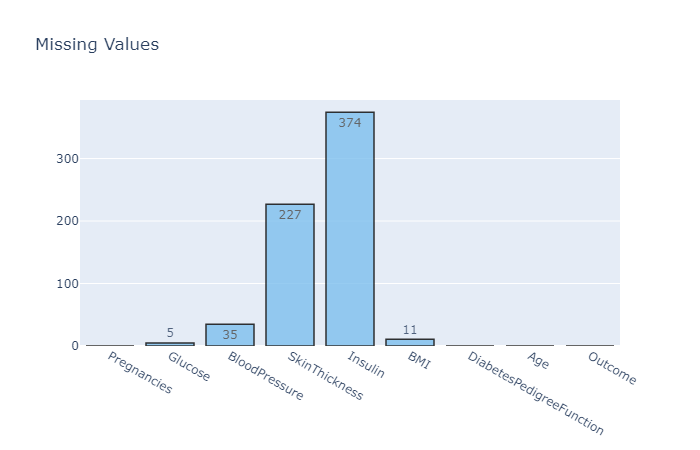 Missing Values
300
200
100
0
5
35
227
374
11
Pregnancies
Glucose
BloodPressure
SkinThickness
Insulin
BMI
DiabetesPedigreeFunction
Age
Outcome